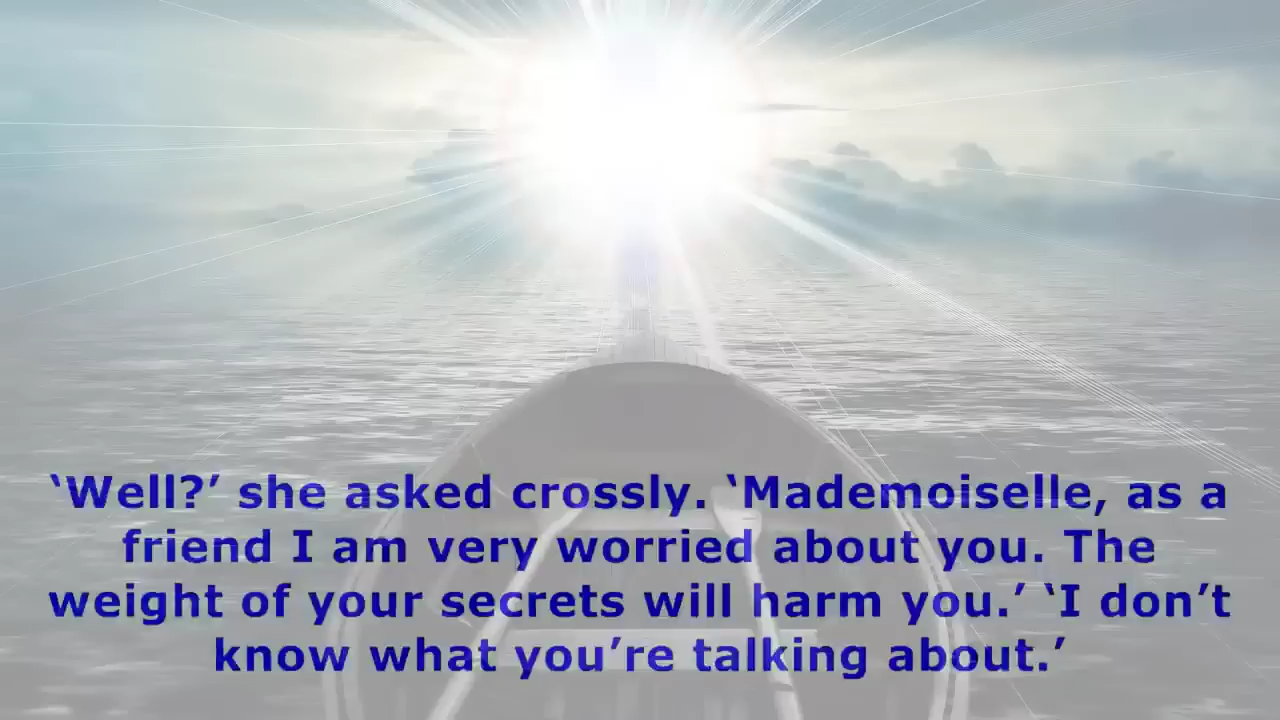 ‘Well?’ she asked crossly. ‘Mademoiselle, as a
friend I am very worried about you. The
weight of your secrets will harm you.’ ‘I don’t
know what you’re talking about.’